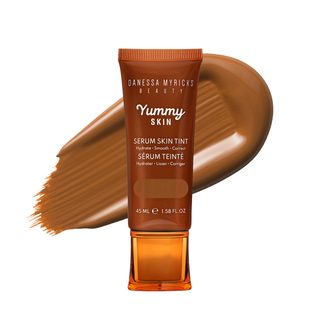 DANESSA MYRICKS
BEAUTY
Yummy
SKIN
SERUM SKIN TINT
Hydrate - Smooth - Correct
SÉRUM TEINTÉ
Hydrater - Lisser - Corriger
45 ML ℮ 1.58 FL.OZ